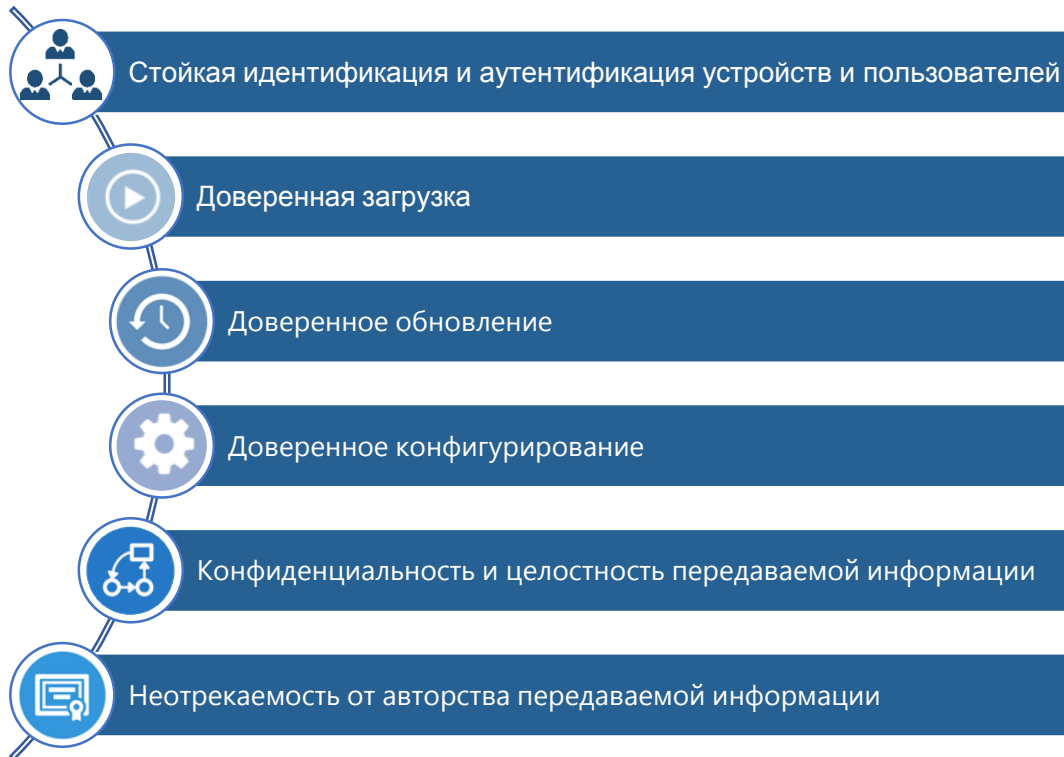 Стойкая идентификация и аутентификация устройств и пользователей
Доверенная загрузка
Доверенное обновление
Доверенное конфигурирование
Конфиденциальность и целостность передаваемой информации
Неотрекаемость от авторства передаваемой информации